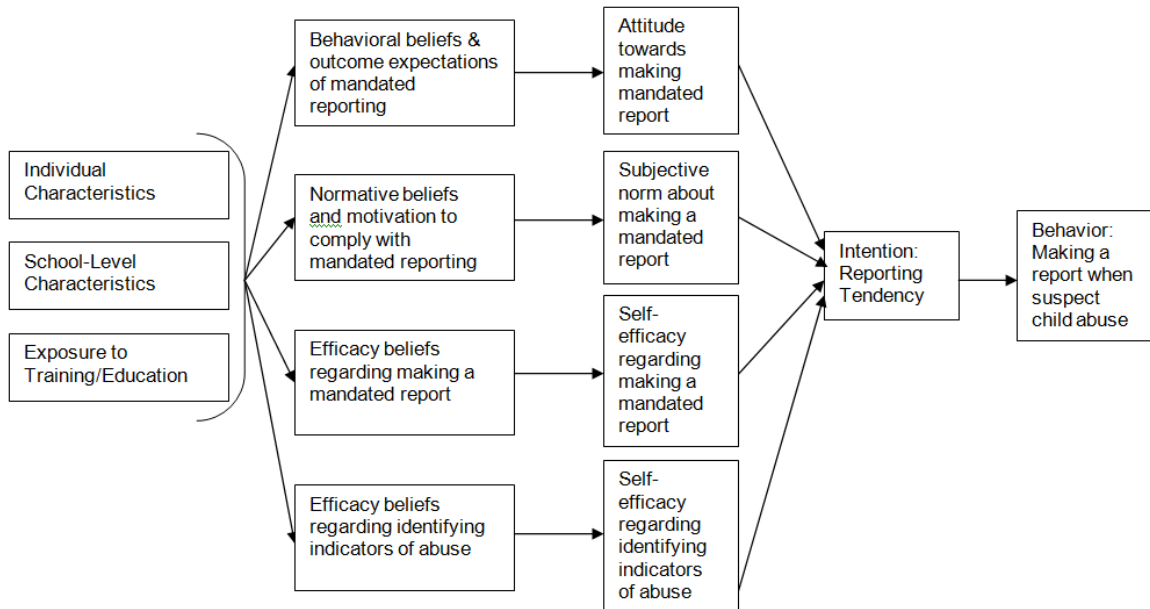 Individual
Characteristics
School-Level
Characteristics
Exposure to
Training/Education
Behavioral beliefs &
outcome expectations
of mandated
reporting
Normative beliefs
and motivation to
comply with
mandated reporting
Efficacy beliefs
regarding making a
mandated report
Efficacy beliefs
regarding identifying
indicators of abuse
Attitude
towards
making
mandated
report
Subjective
norm about
making a
mandated
report
Self-
efficacy
regarding
making a
mandated
report
Self-
efficacy
regarding
identifying
indicators
of abuse
Intention:
Reporting
Tendency
Behavior:
Making a
report when
suspect
child abuse